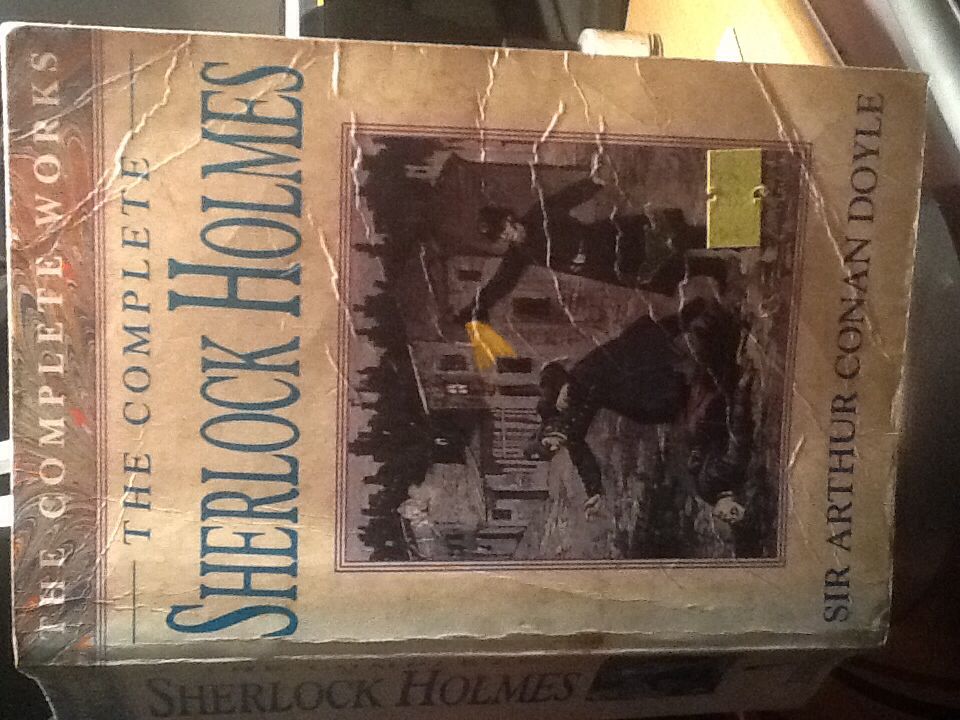 THE COMPLETE WORKS
THE COMPLETE
SHERLOCK HOLMES
SIR ARTHUR CONAN DOYLE
SHERLOCK HOLMES